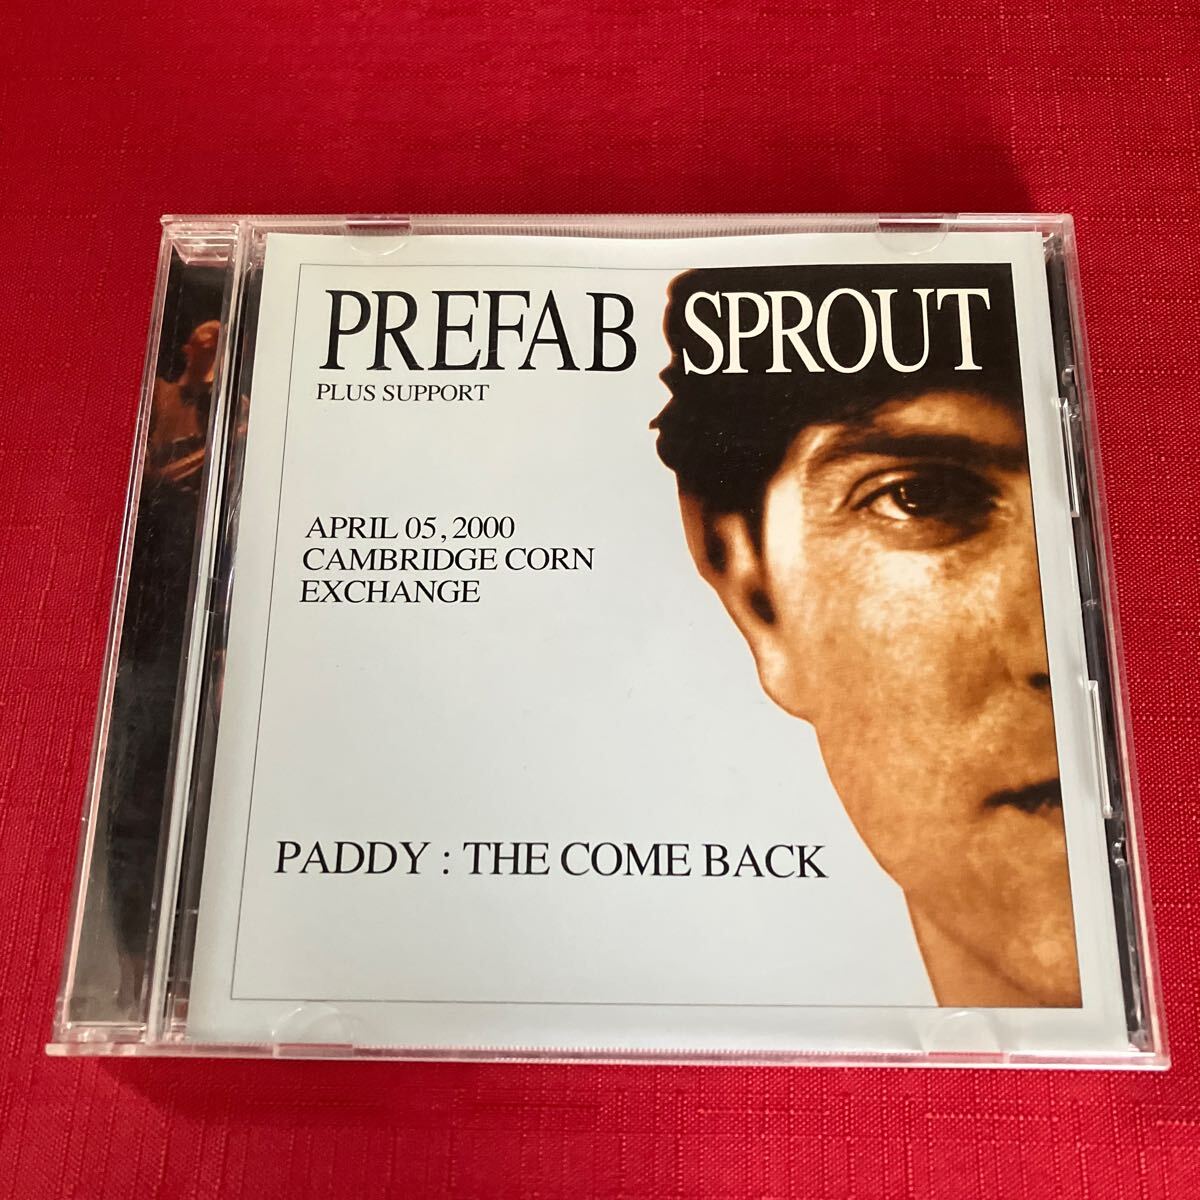 PREFAB SPROUT
PLUS SUPPORT
APRIL 05, 2000
CAMBRIDGE CORN
EXCHANGE
PADDY : THE COME BACK